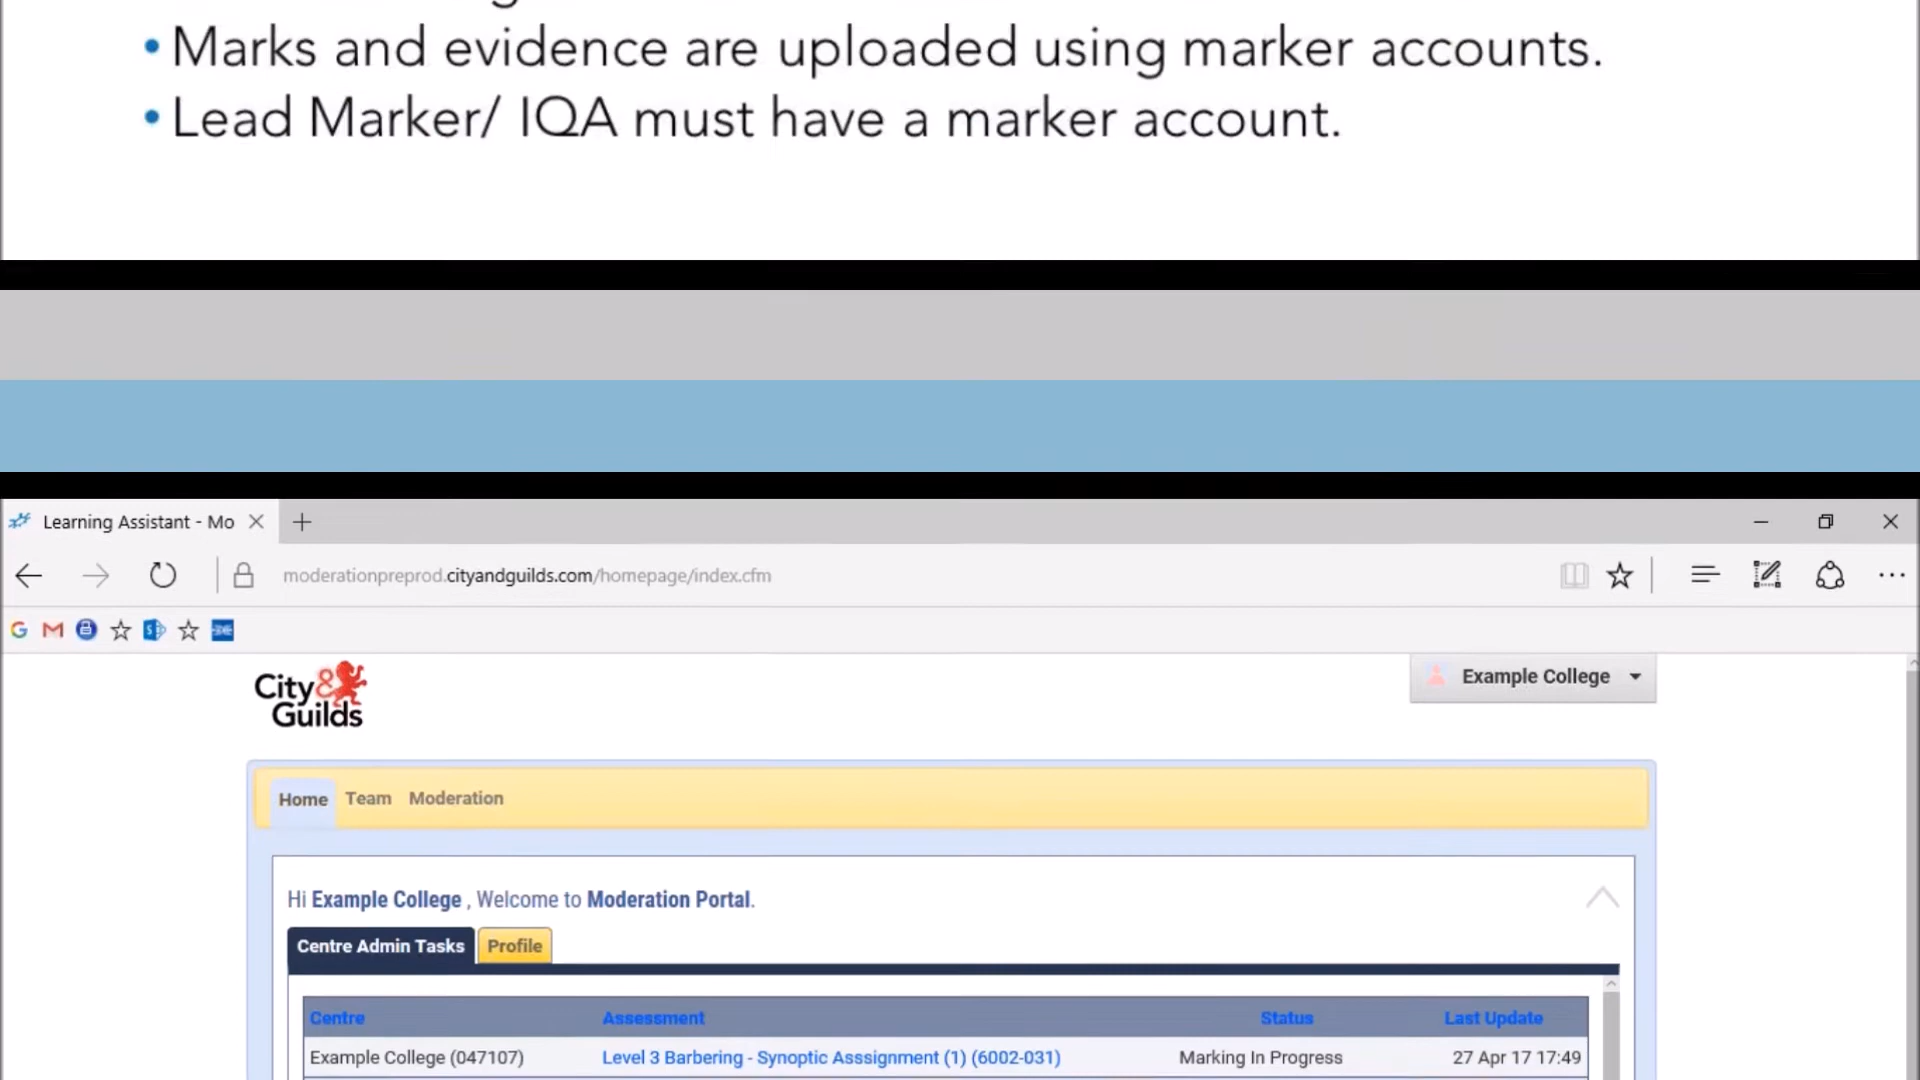 • Marks and evidence are uploaded using marker accounts.
• Lead Marker/ IQA must have a marker account.
Learning Assistant - Mo
moderationpreprod.cityandguilds.com/homepage/index.cfm
City&
Guilds
Example College
Home Team Moderation
Hi Example College , Welcome to Moderation Portal.
Centre Admin Tasks Profile
Centre Assessment Status Last Update
Example College (047107) Level 3 Barbering - Synoptic Asssignment (1) (6002-031) Marking In Progress 27 Apr 17 17:49